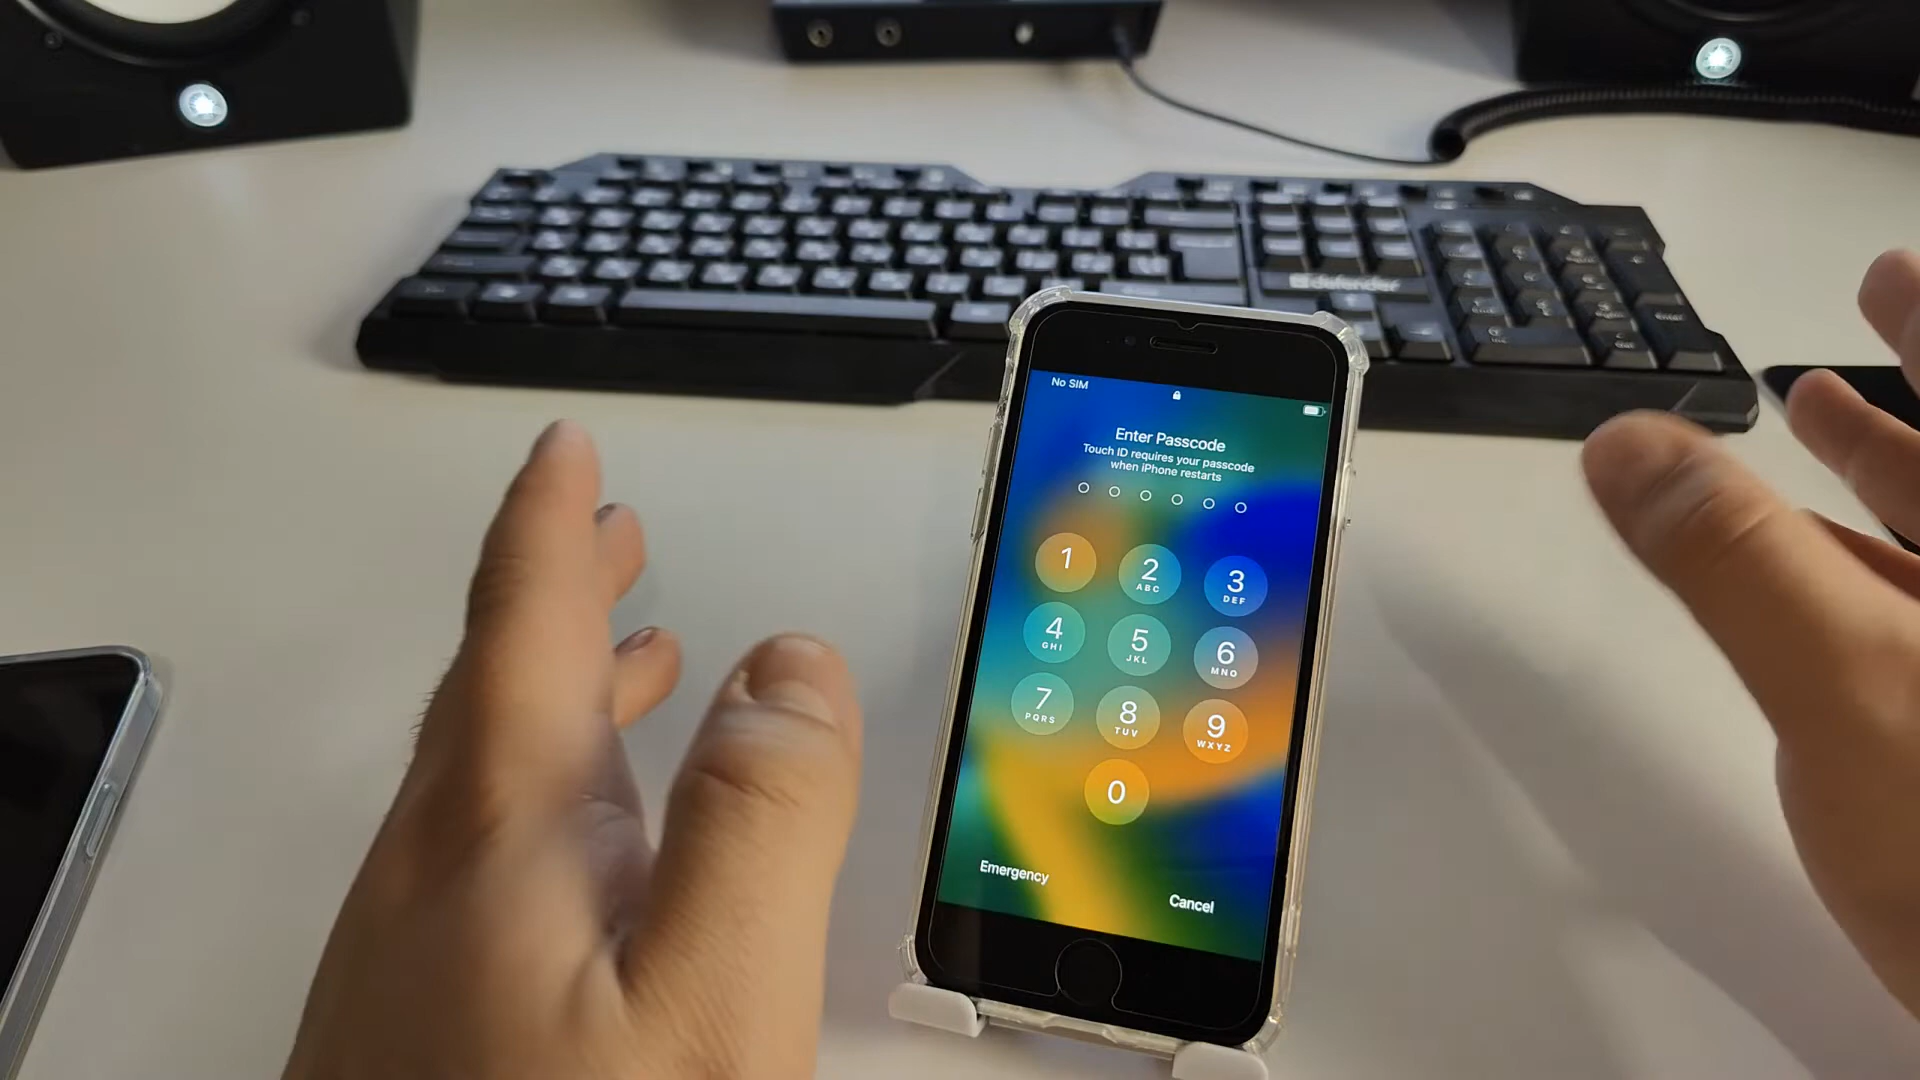 defender
No SIM
Enter Passcode
Touch ID requires your passcode
when iPhone restarts
1
2
ABC
3
DEF
4
GHI
5
JKL
6
MNO
7
PQRS
8
TUV
9
WXYZ
0
Emergency
Cancel